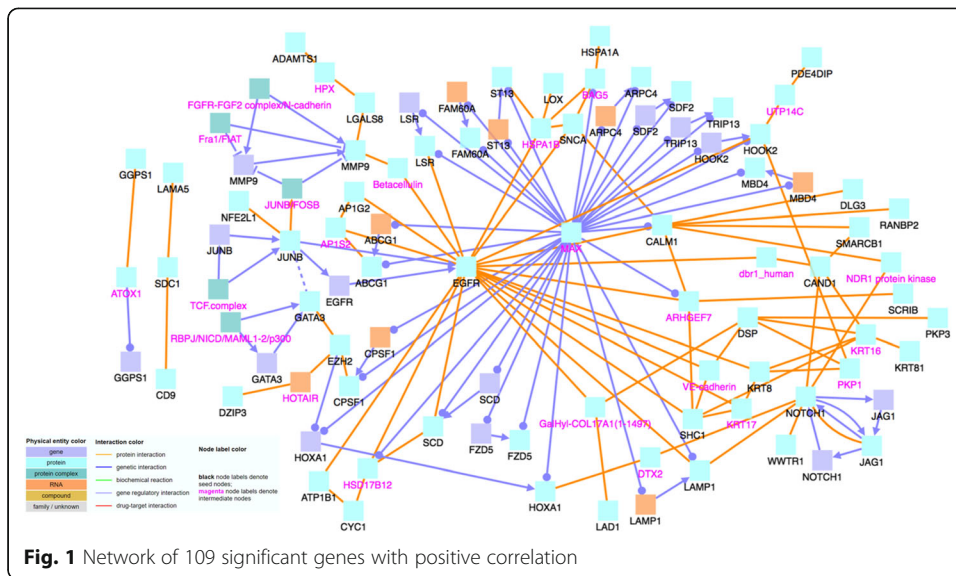 HSPA1A
ADAMTS1
PDE4DIP
HPX
ST13
LOX
BAG5
ARPC4
FGFR-FGF2 complex/N-cadherin
LSR
FAM60A
SDF2
UTP14C
LGALS8
TRIP13
Fra1/F1AT
ST13
HSPA1B
SNCA
ARPC4
SDF2
TRIP13
HOOK2
HOOK2
GGPS1
LSR
FAM60A
MMP9
MMP9
LAMA5
Betacellulin
MBD4
MBD4
JUNB/FOSB
DLG3
NFE2L1
AP1G2
RANBP2
AP1S2
ABCG1
MAX
CALM1
SMARCB1
JUNB
JUNB
dbr1_human
NDR1 protein kinase
ATOX1
SDC1
ABCG1
EGFR
CAND1
TCF.complex
EGFR
GATA3
ARHGEF7
SCRIB
RBPJ/NICD/MAML1-2/p300
DSP
PKP3
GGPS1
GATA3
EZH2
CPSF1
KRT16
HOTAIR
CPSF1
SCD
VE-cadherin
KRT8
PKP1
KRT81
CD9
DZIP3
NOTCH1
JAG1
GalHyl-COL17A1(1-1497)
KRT17
HOXA1
SCD
FZD5
FZD5
SHC1
WWTR1
JAG1
HSD17B12
DTX2
LAMP1
NOTCH1
ATP1B1
HOXA1
CYC1
LAD1
LAMP1
Physical entity color
gene
protein
protein complex
RNA
compound
family / unknown
Interaction color
protein interaction
genetic interaction
biochemical reaction
gene regulatory interaction
drug-target interaction
Node label color
black node labels denote
seed nodes;
magenta node labels denote
intermediate nodes
Fig. 1 Network of 109 significant genes with positive correlation